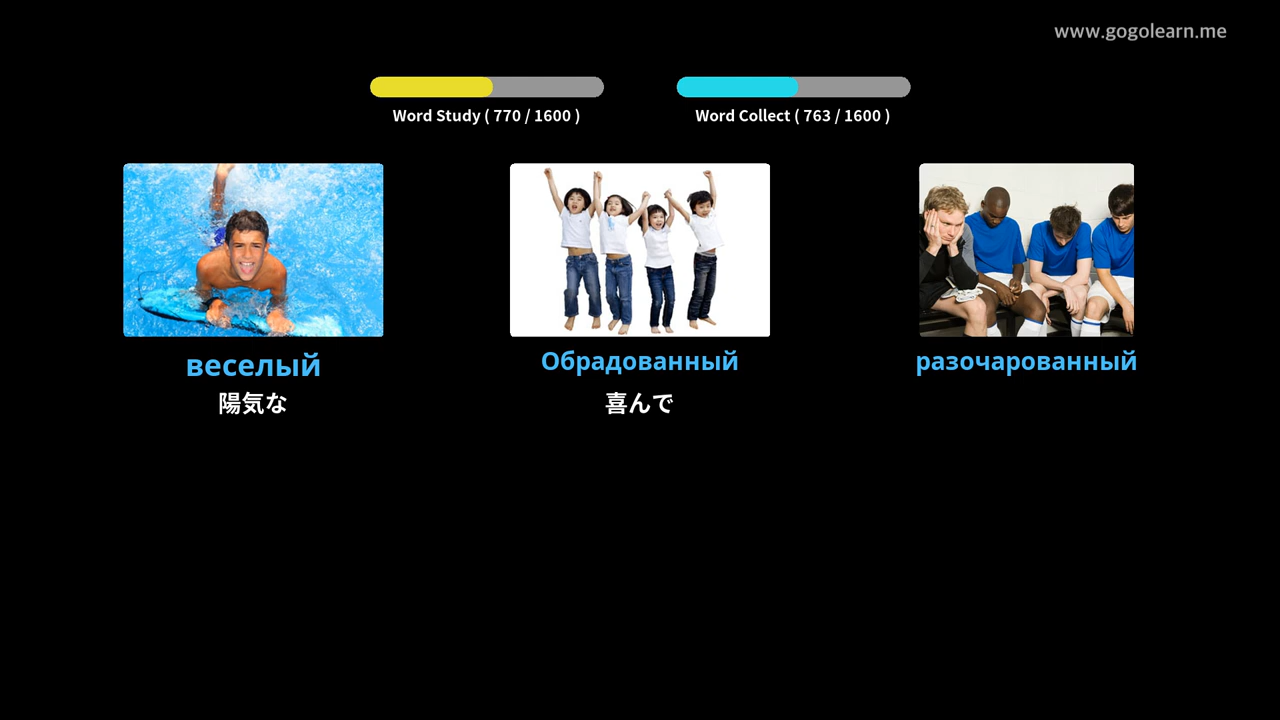 www.gogolearn.me
Word Study ( 770 / 1600 )
Word Collect ( 763 / 1600 )
веселый
Обрадованный
разочарованный
陽気な
喜んで